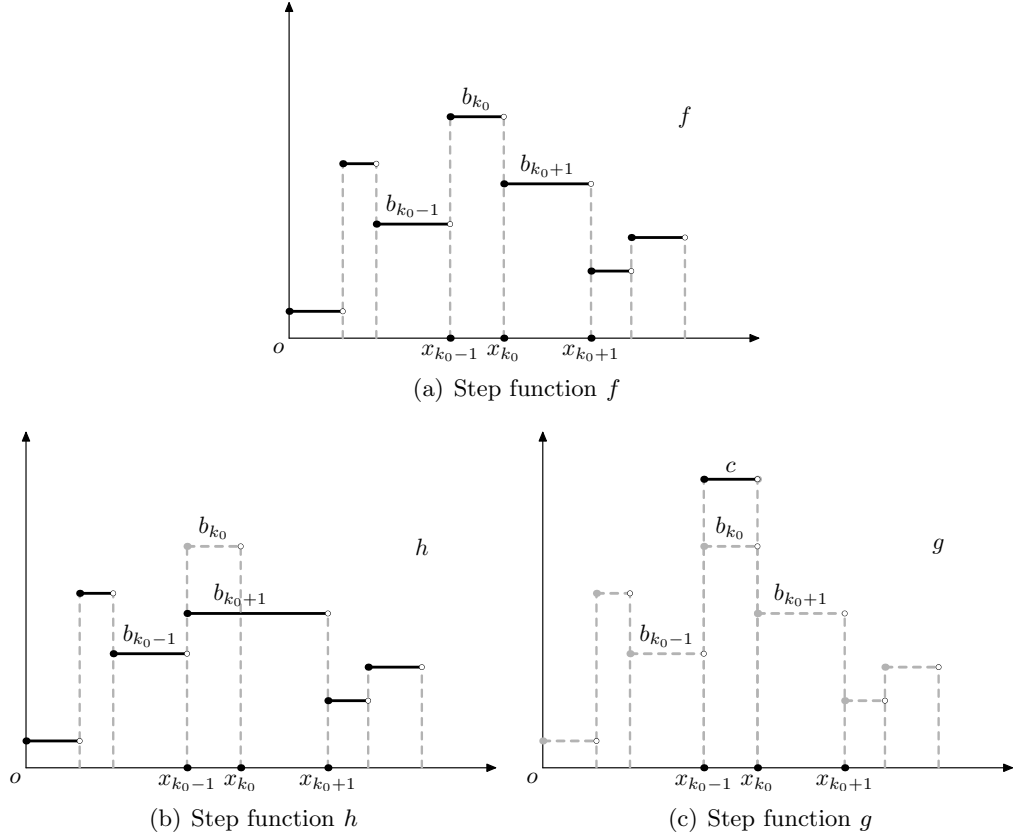 b_{k_0}
f
b_{k_0+1}
b_{k_0-1}
o
x_{k_0-1} x_{k_0} x_{k_0+1}
(a) Step function f
b_{k_0}
h
b_{k_0+1}
b_{k_0-1}
o
x_{k_0-1} x_{k_0} x_{k_0+1}
(b) Step function h
c
b_{k_0}
g
b_{k_0+1}
b_{k_0-1}
o
x_{k_0-1} x_{k_0} x_{k_0+1}
(c) Step function g